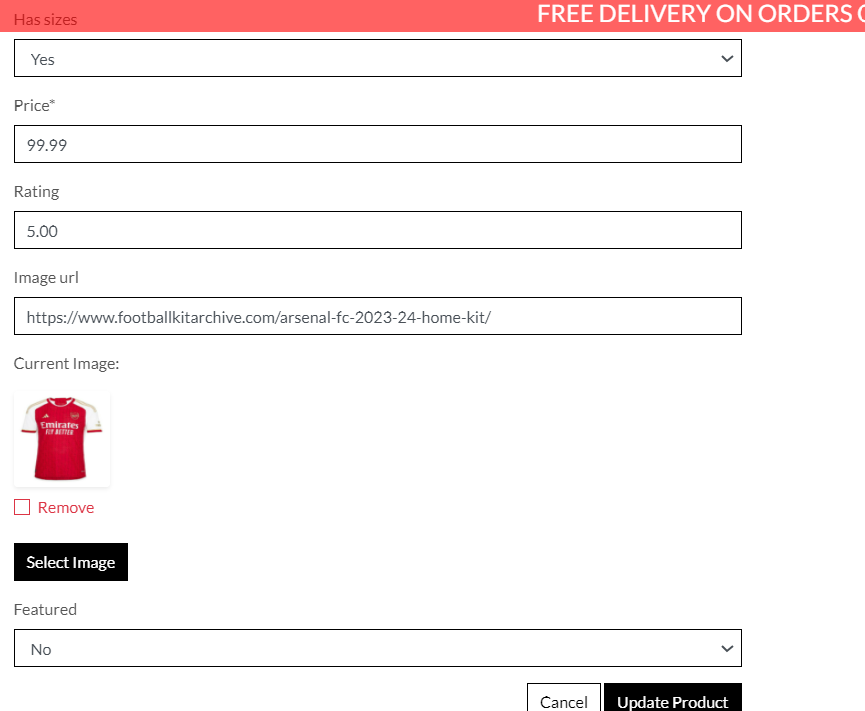 FREE DELIVERY ON ORDERS
Has sizes
Yes
Price*
99.99
Rating
5.00
Image url
https://www.footballkitarchive.com/arsenal-fc-2023-24-home-kit/
Current Image:
Emirates
FLY BETTER
Remove
Select Image
Featured
No
Cancel
Update Product